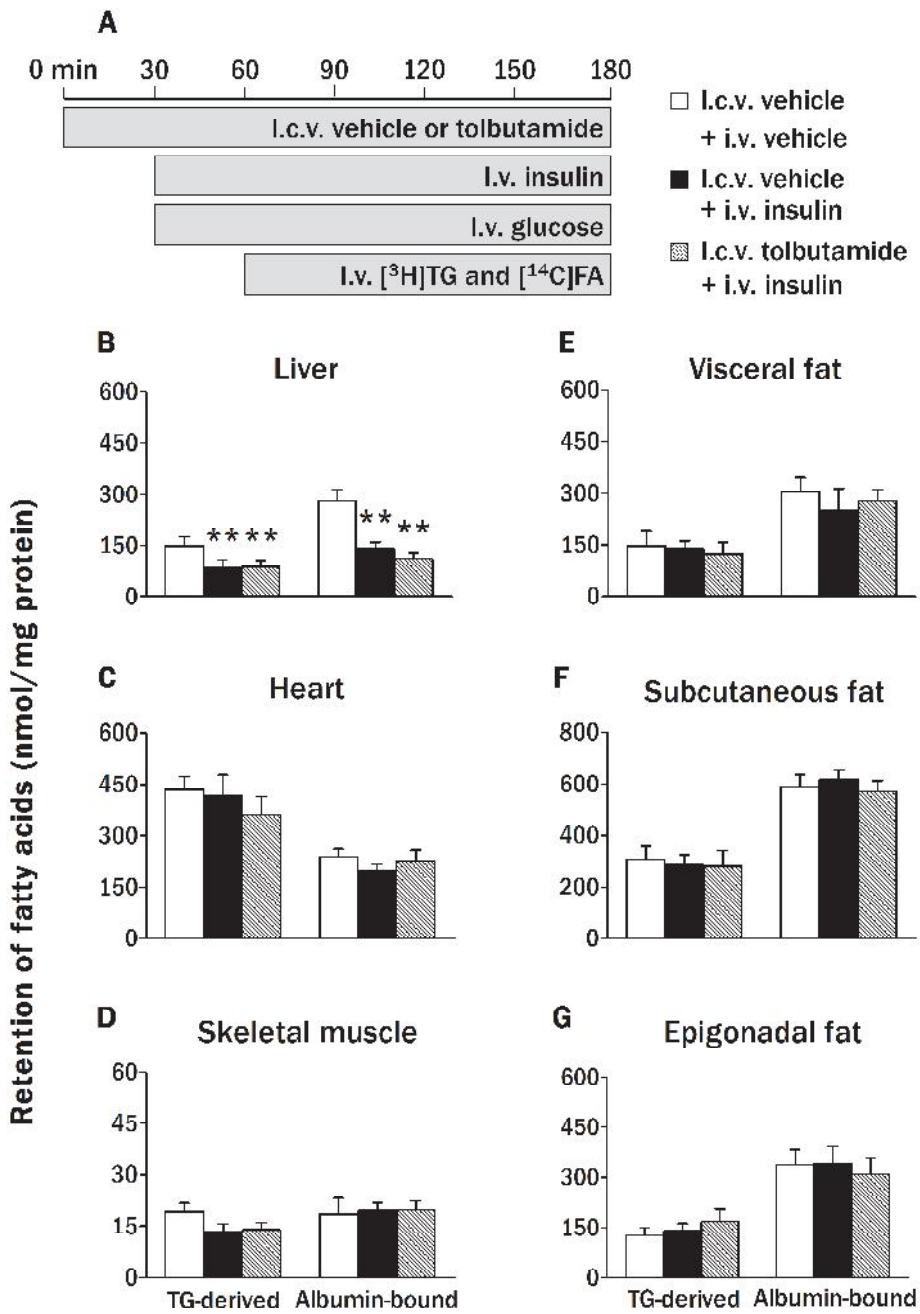 A
0 min 30 60 90 120 150 180
I.c.v. vehicle or tolbutamide
I.v. insulin
I.v. glucose
I.v. [³H]TG and [¹⁴C]FA
I.c.v. vehicle
+ i.v. vehicle
I.c.v. vehicle
+ i.v. insulin
I.c.v. tolbutamide
+ i.v. insulin
Retention of fatty acids (nmol/mg protein)
B
Liver
600
450
300
150
0
** **
** **
C
Heart
600
450
300
150
0
D
Skeletal muscle
60
45
30
15
0
TG-derived Albumin-bound
E
Visceral fat
600
450
300
150
0
F
Subcutaneous fat
800
600
400
200
0
G
Epigonadal fat
600
450
300
150
0
TG-derived Albumin-bound